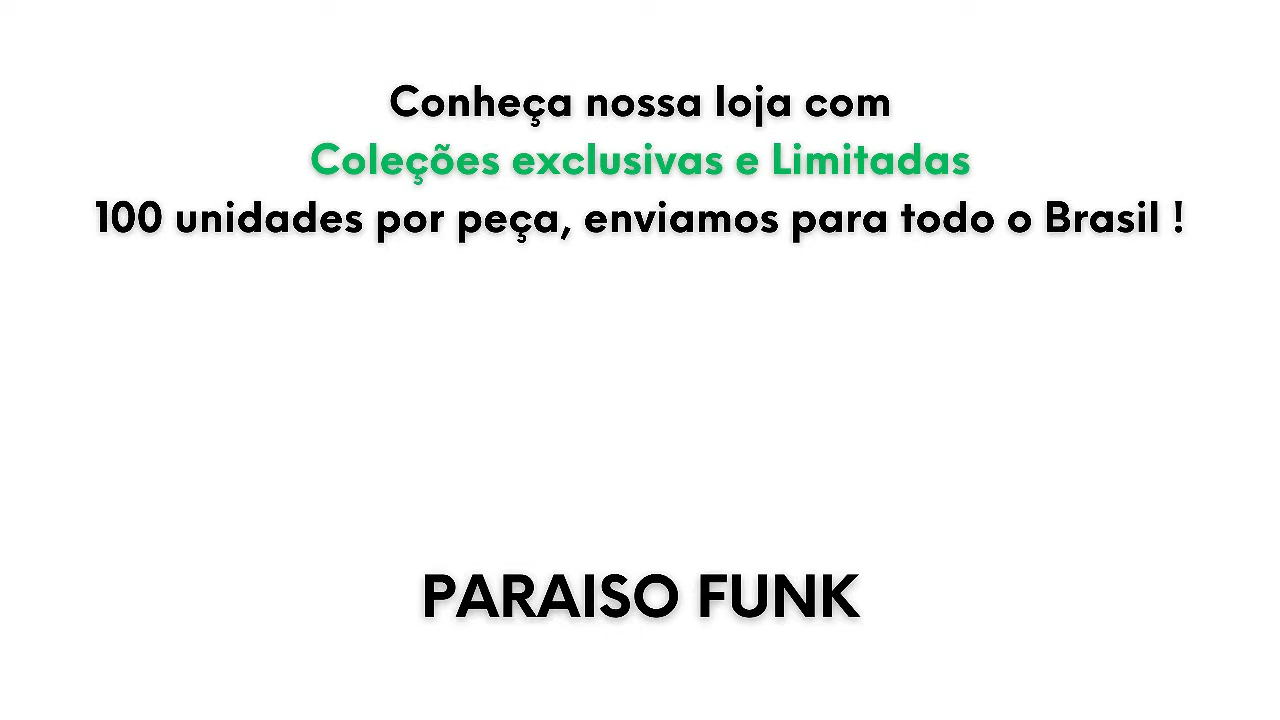 Conheça nossa loja com
Coleções exclusivas e Limitadas
100 unidades por peça, enviamos para todo o Brasil !
PARAISO FUNK